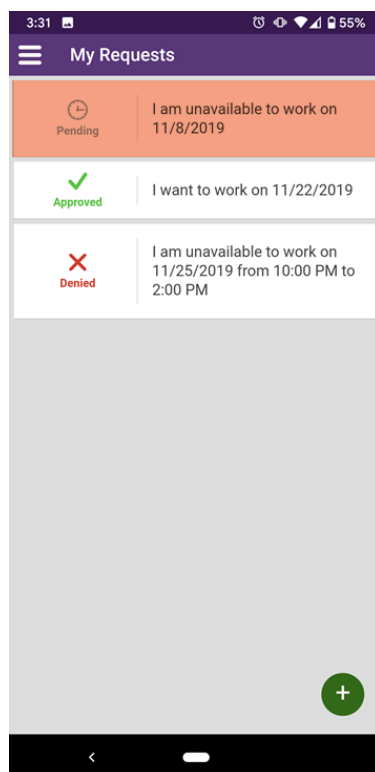 3:31
55%
My Requests
I am unavailable to work on
11/8/2019
Pending
I want to work on 11/22/2019
Approved
I am unavailable to work on
11/25/2019 from 10:00 PM to
2:00 PM
Denied
+